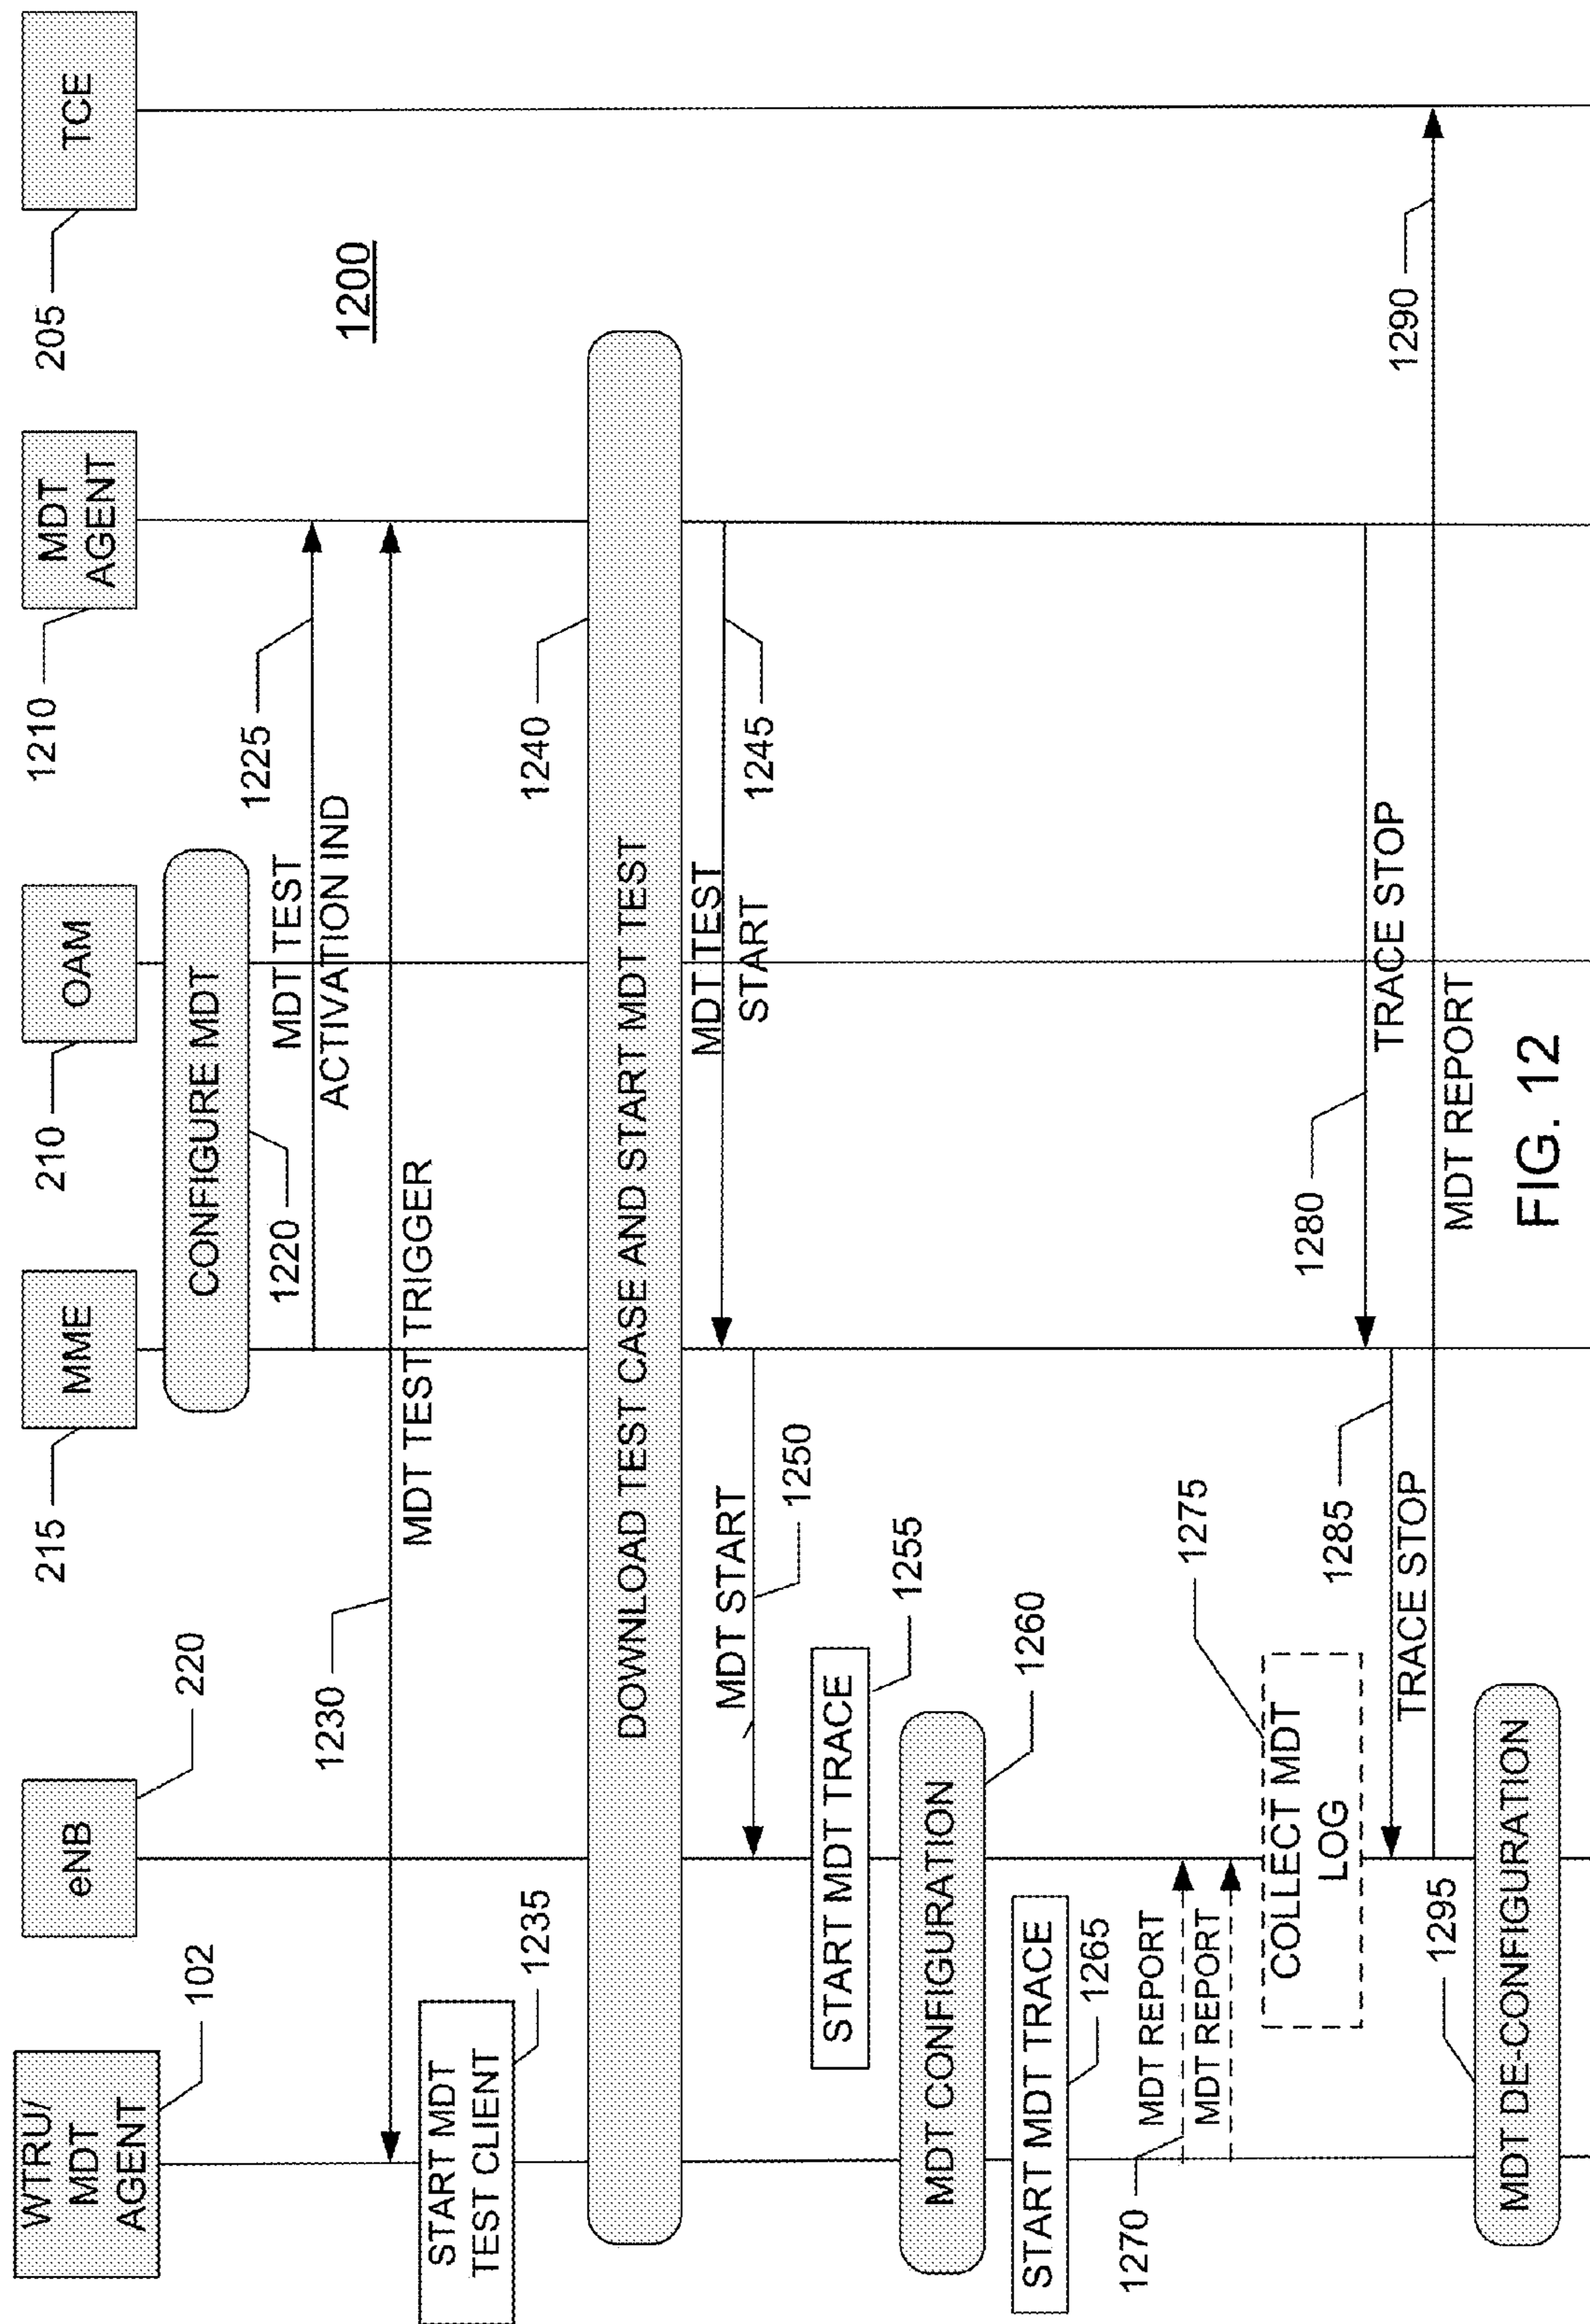 WTRU/
MDT
AGENT
102
eNB
220
MME
215
OAM
210
MDT
AGENT
1210
TCE
205
1200
CONFIGURE MDT
1220
MDT TEST
ACTIVATION IND
1225
MDT TEST TRIGGER
1230
START MDT
TEST CLIENT
1235
DOWNLOAD TEST CASE AND START MDT TEST
1240
MDT TEST
START
1245
MDT START
1250
START MDT TRACE
1255
MDT CONFIGURATION
1260
START MDT TRACE
1265
MDT REPORT
MDT REPORT
1270
COLLECT MDT
LOG
1275
TRACE STOP
1280
TRACE STOP
1285
MDT REPORT
1290
MDT DE-CONFIGURATION
1295
FIG. 12